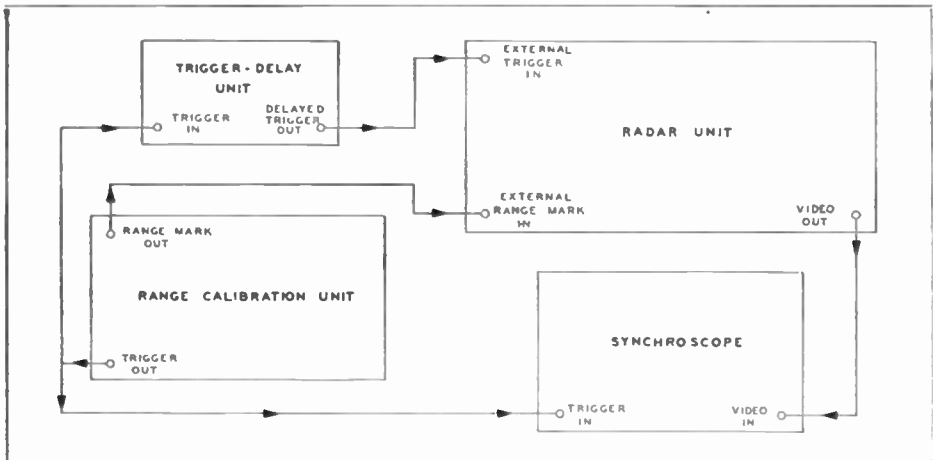 TRIGGER-DELAY
UNIT
TRIGGER
IN
DELAYED
TRIGGER
OUT
EXTERNAL
TRIGGER
IN
RADAR UNIT
EXTERNAL
RANGE MARK
IN
VIDEO
OUT
RANGE MARK
OUT
RANGE CALIBRATION UNIT
TRIGGER
OUT
SYNCHROSCOPE
TRIGGER
IN
VIDEO
IN